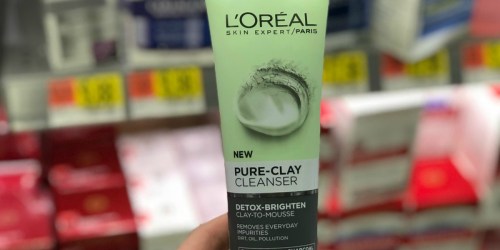 L'ORÉAL
SKIN EXPERT/PARIS
NEW
PURE-CLAY
CLEANSER
DETOX-BRIGHTEN
CLAY-TO-MOUSSE
REMOVES EVERYDAY
IMPURITIES
DIRT, OIL, POLLUTION